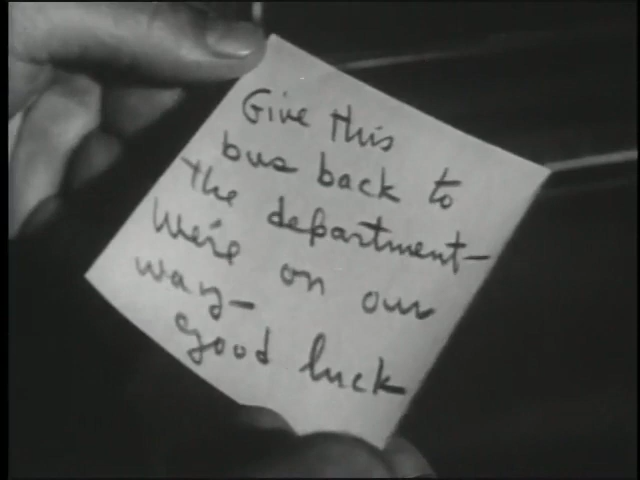 Give this
bus back to
the department—
We're on our
way—
good luck